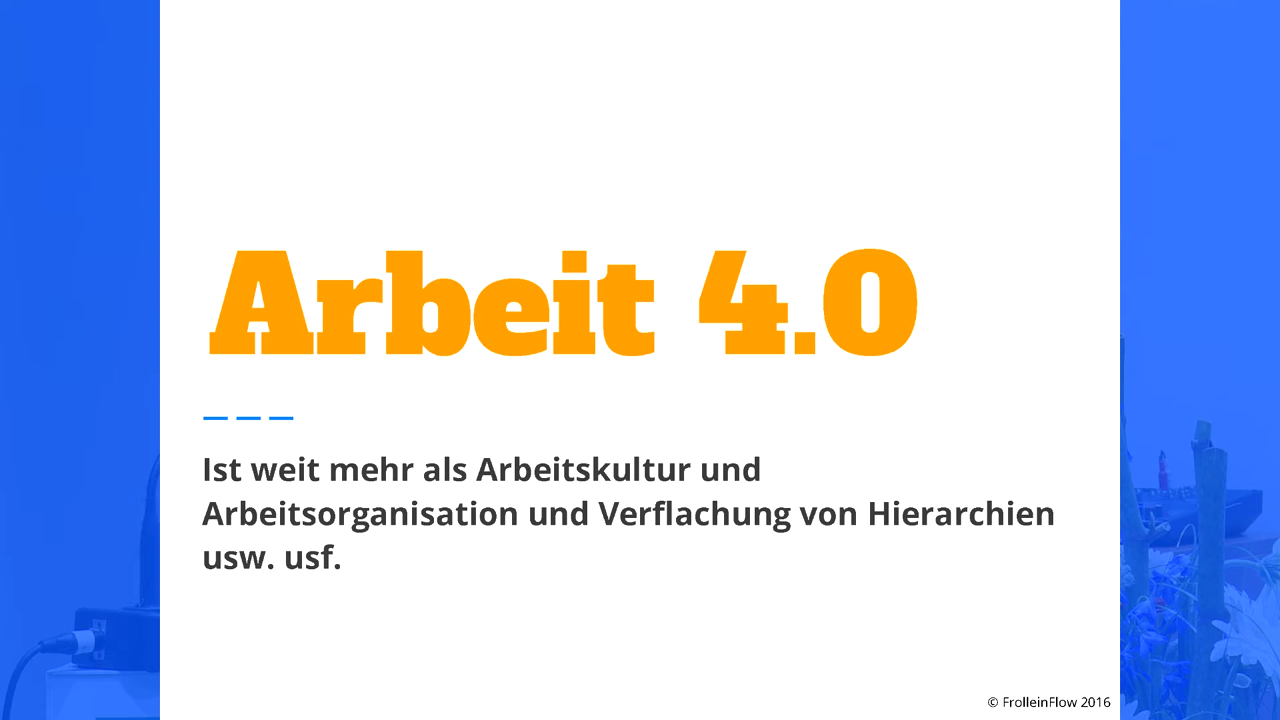 Arbeit 4.0
Ist weit mehr als Arbeitskultur und
Arbeitsorganisation und Verflachung von Hierarchien
usw. usf.
© FrolleinFlow 2016